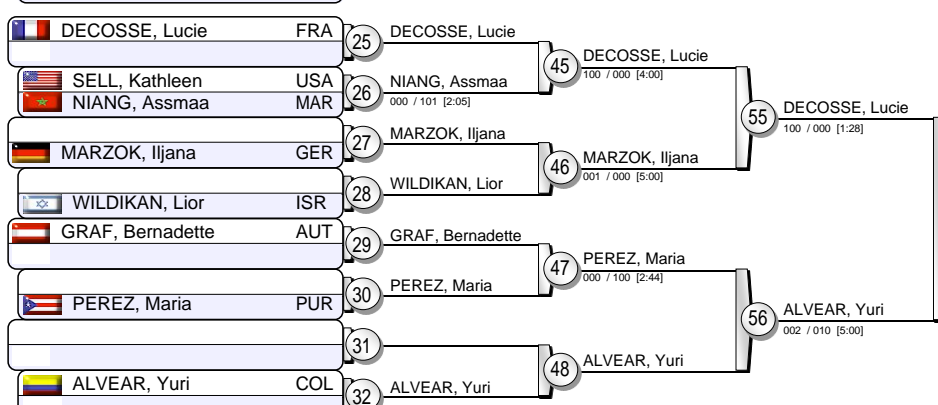 DECOSSE, Lucie FRA
25
DECOSSE, Lucie
45
DECOSSE, Lucie
100 / 000 [4:00]
SELL, Kathleen USA
NIANG, Assmaa MAR
26
NIANG, Assmaa
000 / 101 [2:05]
55
DECOSSE, Lucie
100 / 000 [1:28]
27
MARZOK, Iljana
MARZOK, Iljana GER
46
MARZOK, Iljana
001 / 000 [5:00]
28
WILDIKAN, Lior
WILDIKAN, Lior ISR
GRAF, Bernadette AUT
29
GRAF, Bernadette
47
PEREZ, Maria
000 / 100 [2:44]
30
PEREZ, Maria
PEREZ, Maria PUR
56
ALVEAR, Yuri
002 / 010 [5:00]
31
48
ALVEAR, Yuri
ALVEAR, Yuri COL
32
ALVEAR, Yuri